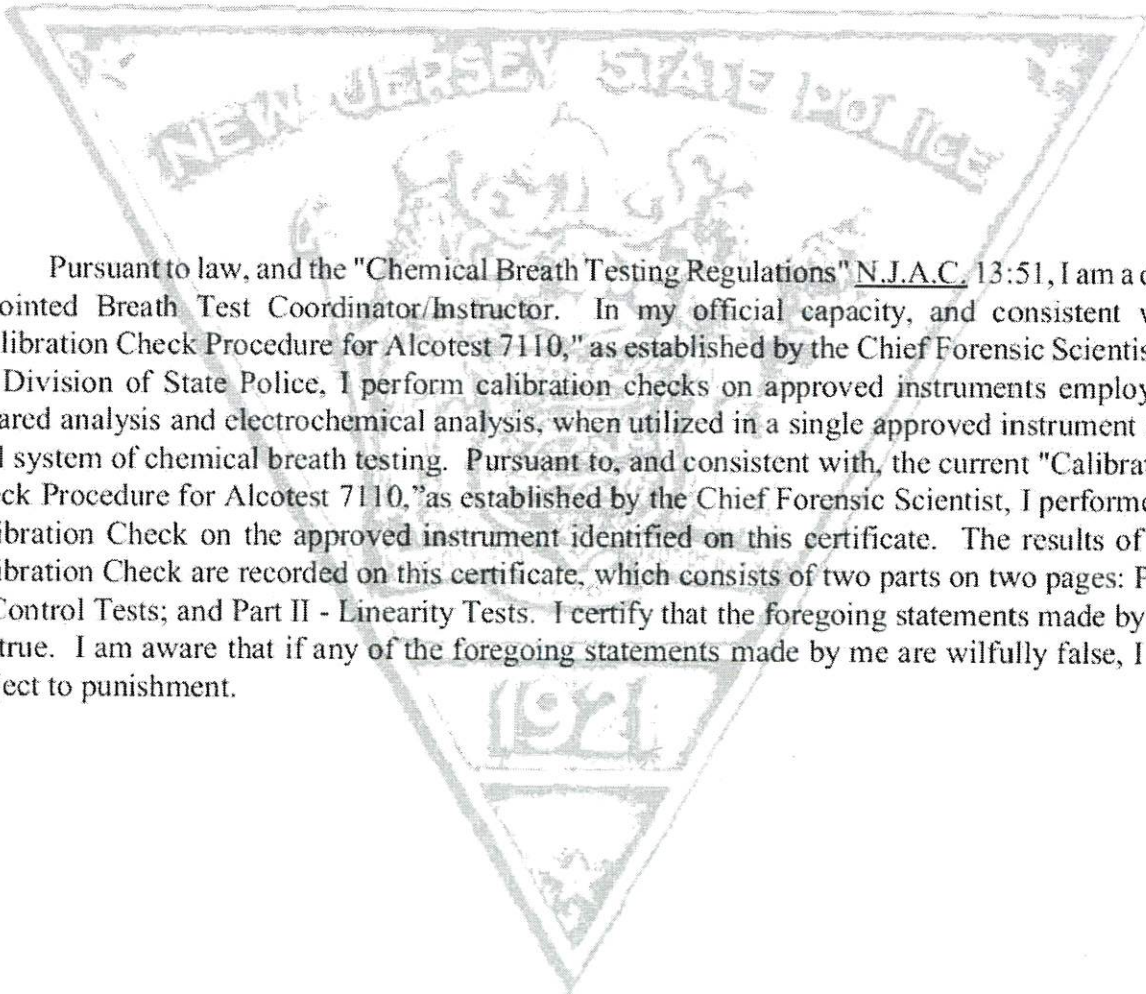 NEW JERSEY STATE POLICE
Pursuant to law, and the "Chemical Breath Testing Regulations" N.J.A.C. 13:51, I am a d
ointed Breath Test Coordinator/Instructor. In my official capacity, and consistent w
libration Check Procedure for Alcotest 7110," as established by the Chief Forensic Scientis
Division of State Police, I perform calibration checks on approved instruments employ
ared analysis and electrochemical analysis, when utilized in a single approved instrument
l system of chemical breath testing. Pursuant to, and consistent with, the current "Calibrat
ck Procedure for Alcotest 7110," as established by the Chief Forensic Scientist, I performe
ibration Check on the approved instrument identified on this certificate. The results of
ibration Check are recorded on this certificate, which consists of two parts on two pages: P
Control Tests; and Part II - Linearity Tests. I certify that the foregoing statements made by
true. I am aware that if any of the foregoing statements made by me are wilfully false, I
ject to punishment.
1921